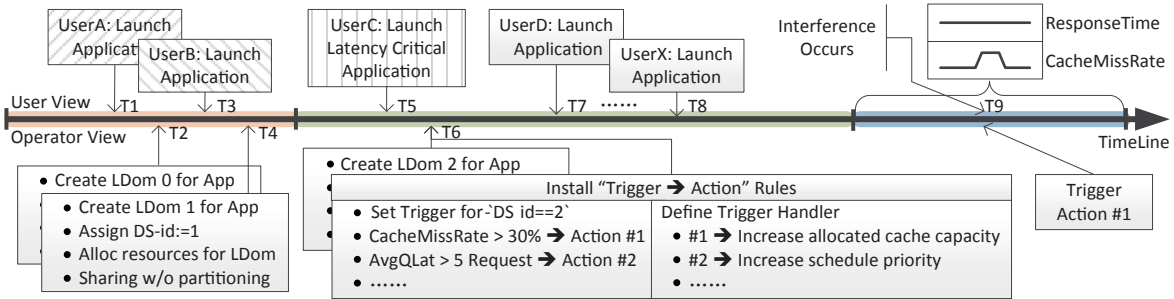 UserA: Launch
Application
UserB: Launch
Application
UserC: Launch
Latency Critical
Application
UserD: Launch
Application
UserX: Launch
Application
Interference
Occurs
ResponseTime
CacheMissRate
User View
T1
T3
T5
T7
......
T8
T9
Operator View
T2
T4
T6
TimeLine
• Create LDom 0 for App
• Create LDom 1 for App
• Assign DS-id:=1
• Alloc resources for LDom
• Sharing w/o partitioning
• Create LDom 2 for App
Install “Trigger ➔ Action” Rules
• Set Trigger for-`DS id==2`
• CacheMissRate > 30% ➔ Action #1
• AvgQLat > 5 Request ➔ Action #2
• ......
Define Trigger Handler
• #1 ➔ Increase allocated cache capacity
• #2 ➔ Increase schedule priority
• ......
Trigger
Action #1